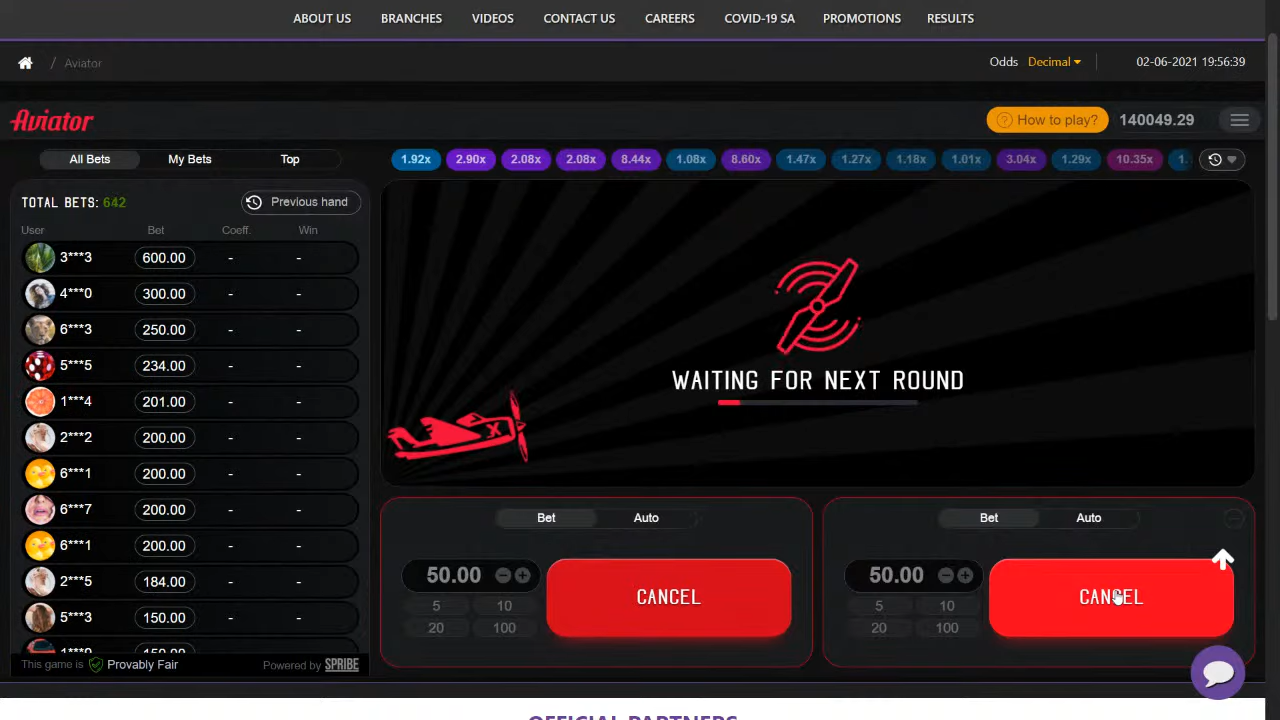 ABOUT US BRANCHES VIDEOS CONTACT US CAREERS COVID-19 SA PROMOTIONS RESULTS
/ Aviator
Odds Decimal 02-06-2021 19:56:39
Aviator
? How to play? 140049.29
All Bets My Bets Top
1.92x 2.90x 2.08x 2.08x 8.44x 1.08x 8.60x 1.47x 1.27x 1.18x 1.01x 3.04x 1.29x 10.35x 1.
TOTAL BETS: 642 Previous hand
User Bet Coeff. Win
3***3 600.00 - -
4***0 300.00 - -
6***3 250.00 - -
5***5 234.00 - -
1***4 201.00 - -
2***2 200.00 - -
6***1 200.00 - -
6***7 200.00 - -
6***1 200.00 - -
2***5 184.00 - -
5***3 150.00 - -
This game is Provably Fair Powered by SPRIBE
WAITING FOR NEXT ROUND
X
Bet Auto
50.00 - +
5 10
20 100
CANCEL
Bet Auto
50.00 - +
5 10
20 100
CANCEL
OFFICIAL PARTNERS